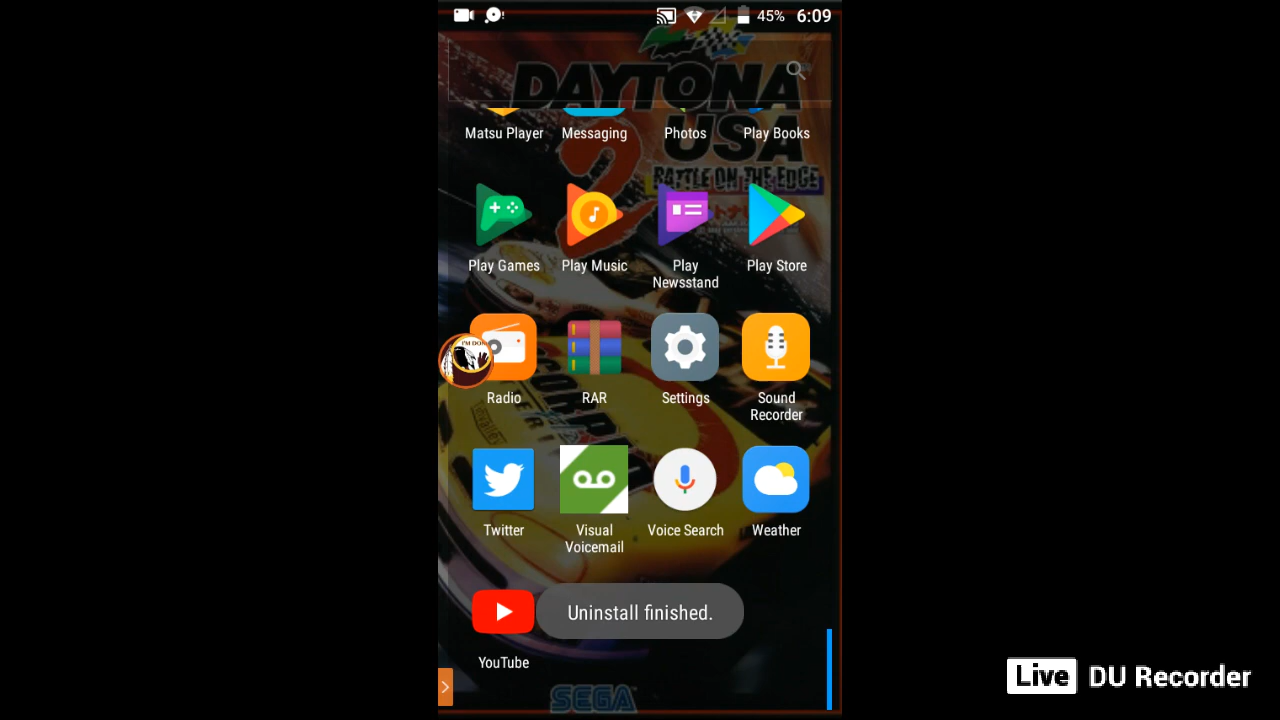 45% 6:09
DAYTONA
USA
2
BATTLE ON THE EDGE
Matsu Player Messaging Photos Play Books
Play Games Play Music Play Newsstand Play Store
I'M DON
Radio RAR Settings Sound Recorder
Twitter Visual Voicemail Voice Search Weather
Uninstall finished.
YouTube
SEGA
Live DU Recorder